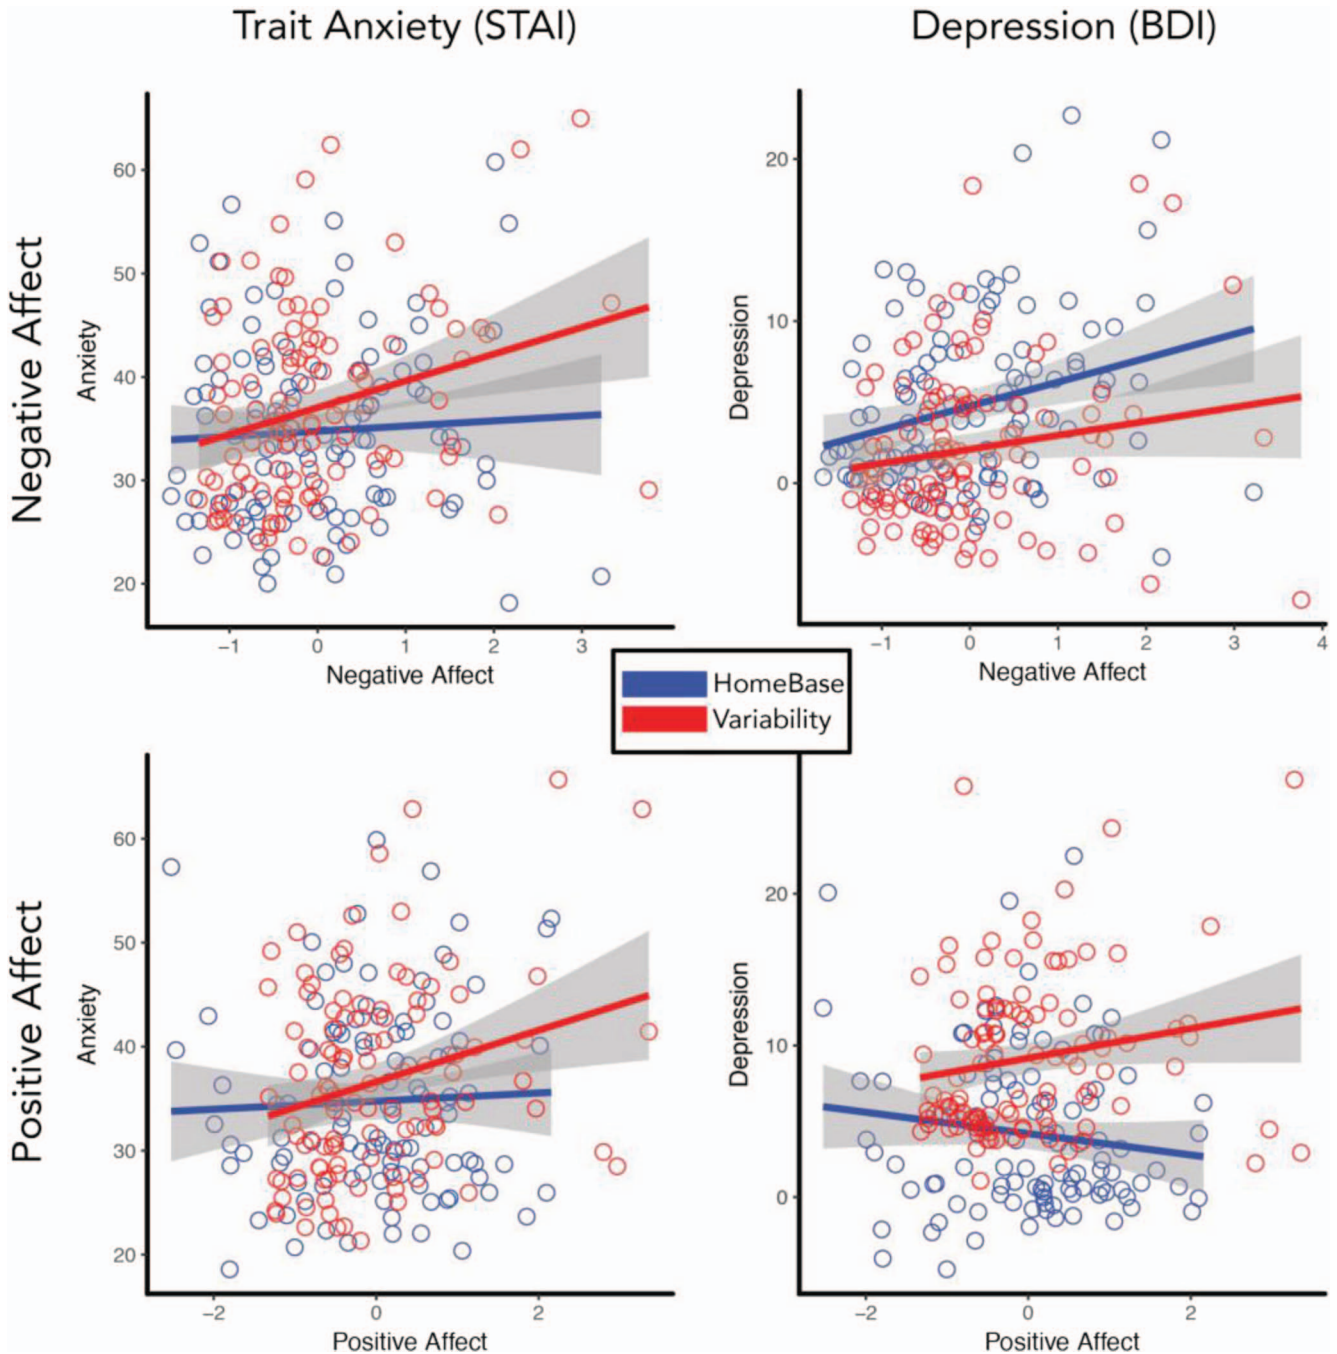 Trait Anxiety (STAI)
Depression (BDI)
Negative Affect
Anxiety
60
50
40
30
20
−1
0
1
2
3
Negative Affect
Depression
20
10
0
−1
0
1
2
3
4
Negative Affect
HomeBase
Variability
Positive Affect
Anxiety
60
50
40
30
20
−2
0
2
Positive Affect
Depression
20
10
0
−2
0
2
Positive Affect